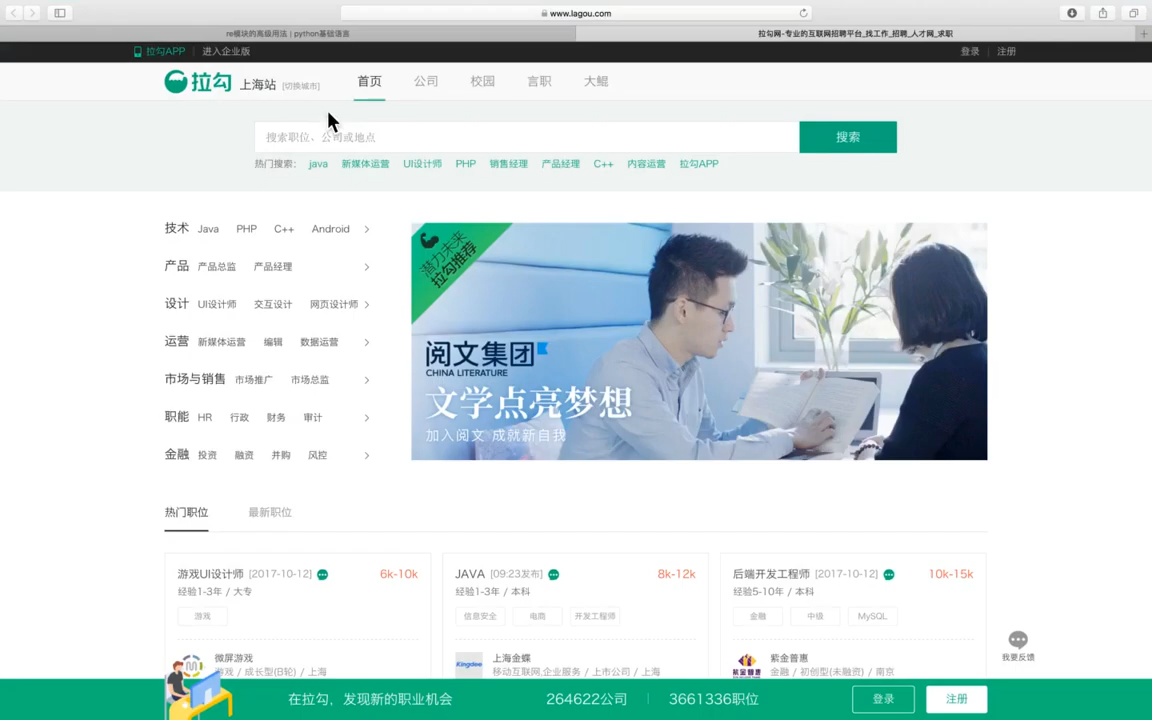 www.lagou.com
re模块的高级用法 | python基础语言
拉勾网-专业的互联网招聘平台_找工作_招聘_人才网_求职
拉勾APP 进入企业版 登录 注册
拉勾 上海站 [切换城市] 首页 公司 校园 言职 大鲲
搜索职位、公司或地点 搜索
热门搜索: java 新媒体运营 UI设计师 PHP 销售经理 产品经理 C++ 内容运营 拉勾APP
技术 Java PHP C++ Android
产品 产品总监 产品经理
设计 UI设计师 交互设计 网页设计师
运营 新媒体运营 编辑 数据运营
市场与销售 市场推广 市场总监
职能 HR 行政 财务 审计
金融 投资 融资 并购 风控
潜力未来
拉勾推荐
阅文集团
CHINA LITERATURE
文学点亮梦想
加入阅文 成就新自我
热门职位 最新职位
游戏UI设计师 [2017-10-12] 6k-10k
经验1-3年 / 大专
游戏
微屏游戏
游戏 / 成长型(B轮) / 上海
JAVA [09:23发布] 8k-12k
经验1-3年 / 本科
信息安全 电商 开发工程师
Kingdee
上海金蝶
移动互联网,企业服务 / 上市公司 / 上海
后端开发工程师 [2017-10-12] 10k-15k
经验5-10年 / 本科
金融 中级 MySQL
紫金普惠
紫金普惠
金融 / 初创型(未融资) / 南京
我要反馈
在拉勾，发现新的职业机会 264622公司 3661336职位 登录 注册